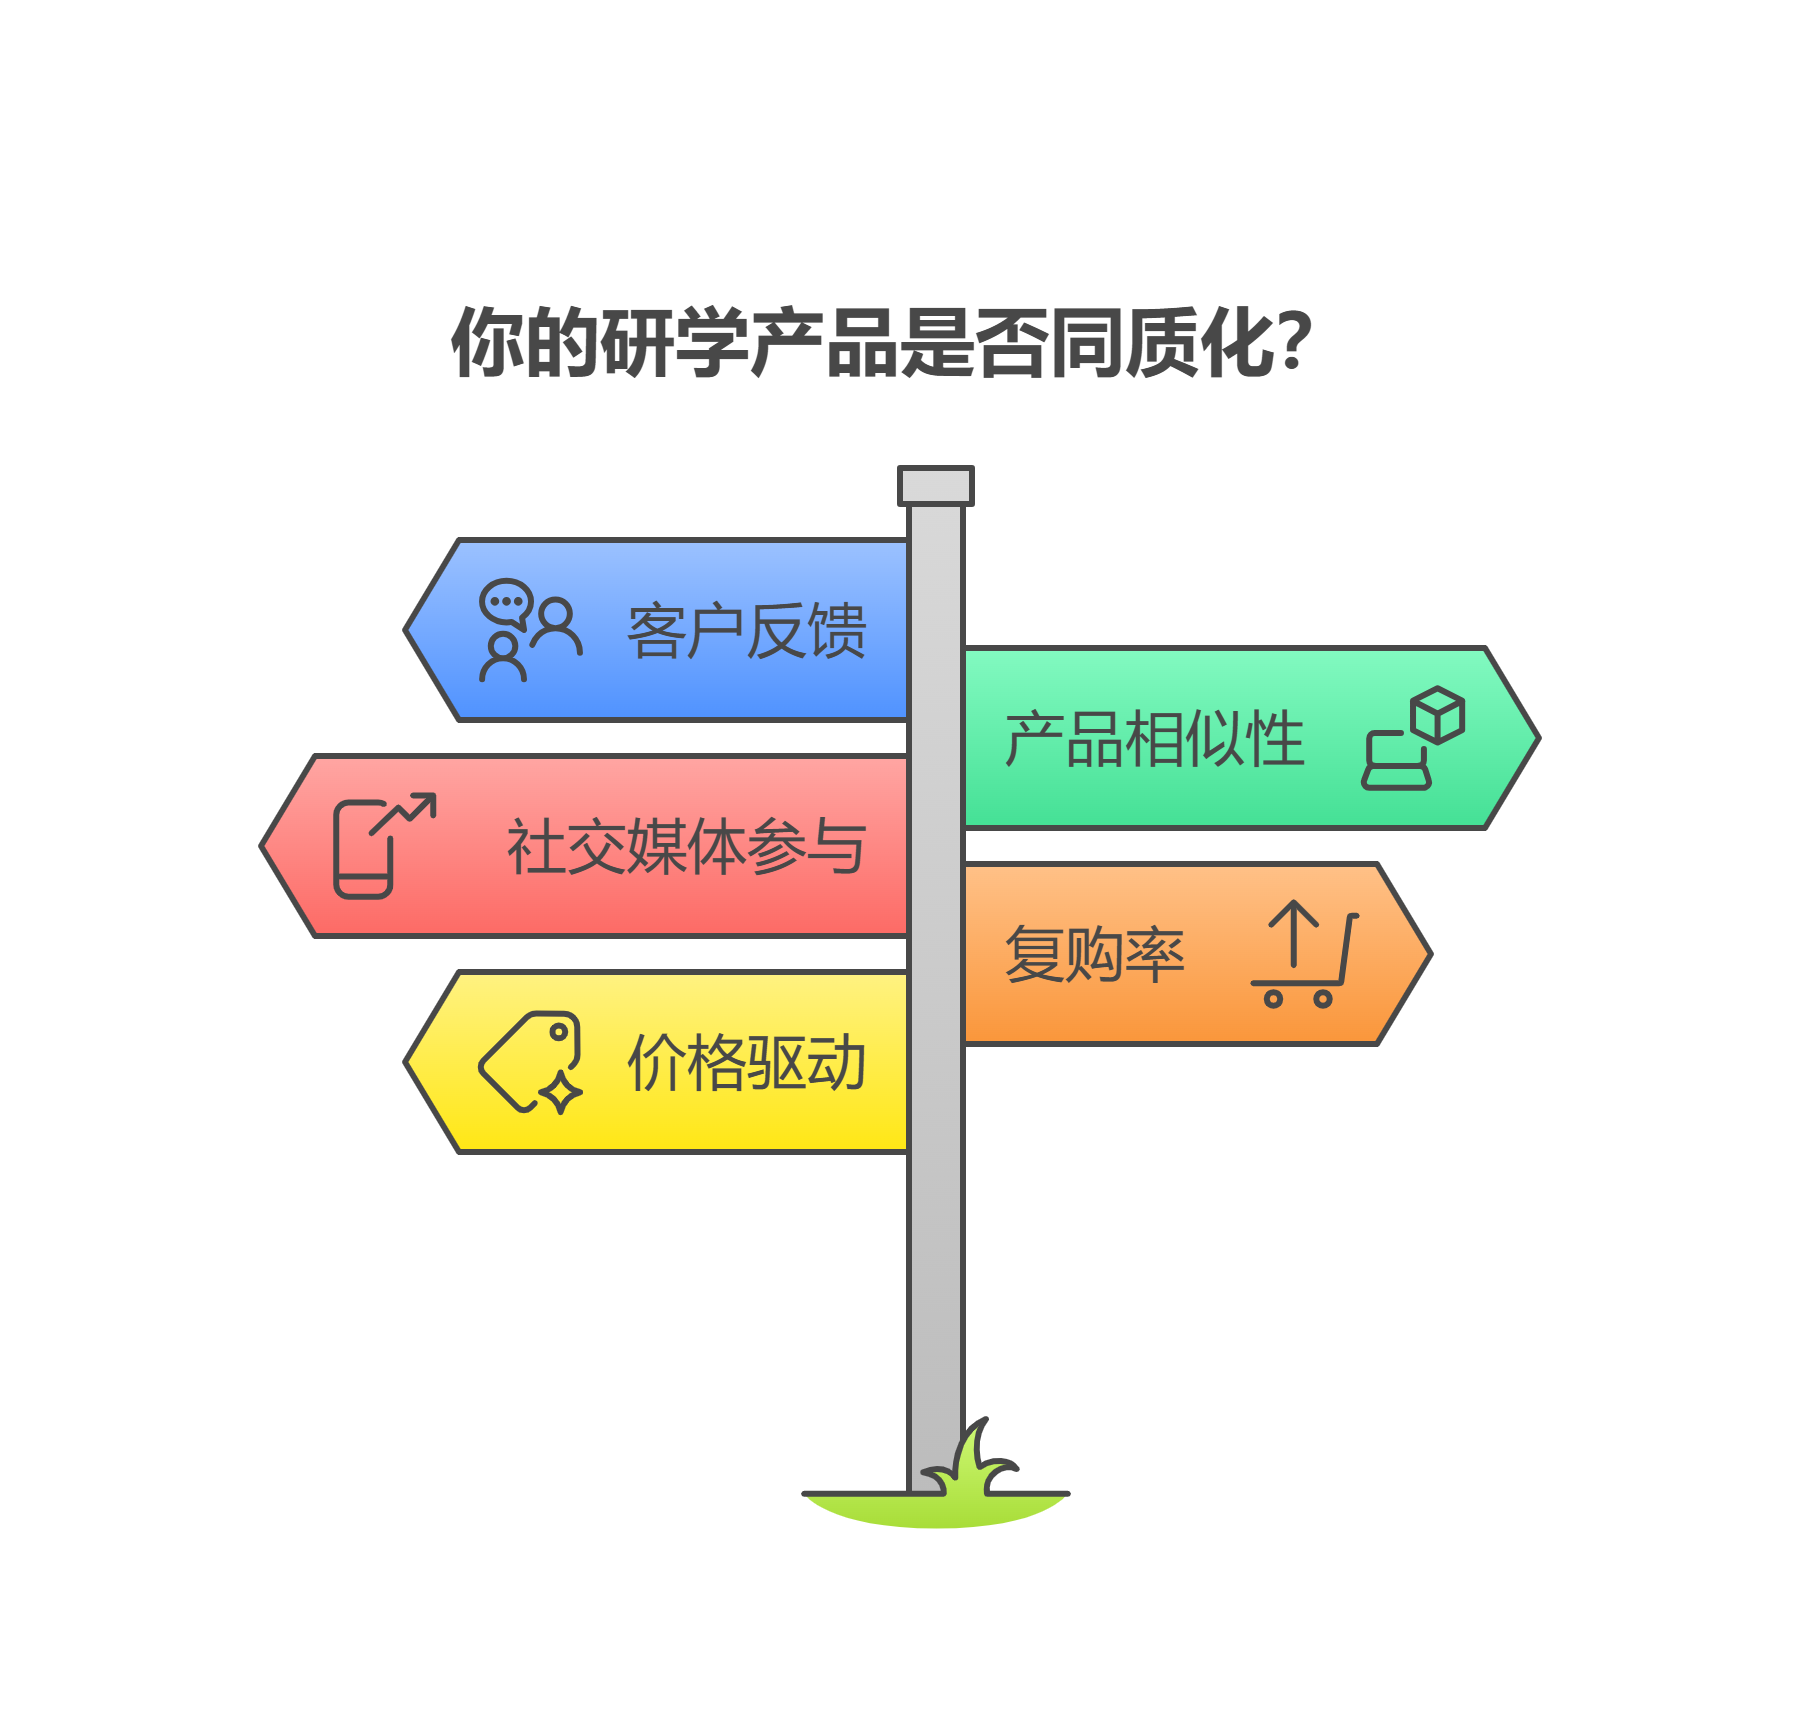 你的研学产品是否同质化?
客户反馈
产品相似性
社交媒体参与
复购率
价格驱动